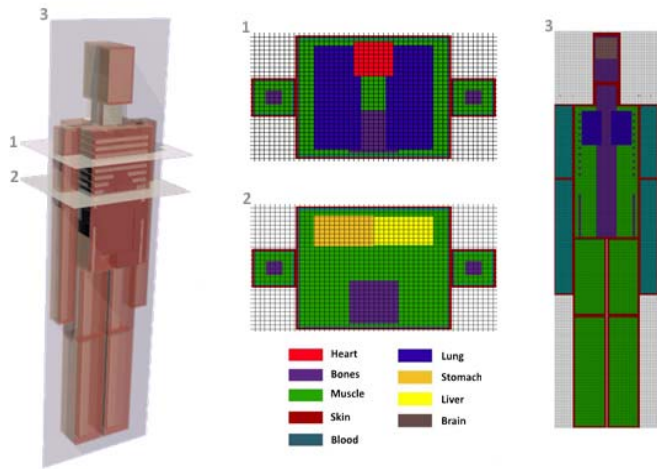 3
1
2
1
2
3
Heart
Bones
Muscle
Skin
Blood
Lung
Stomach
Liver
Brain